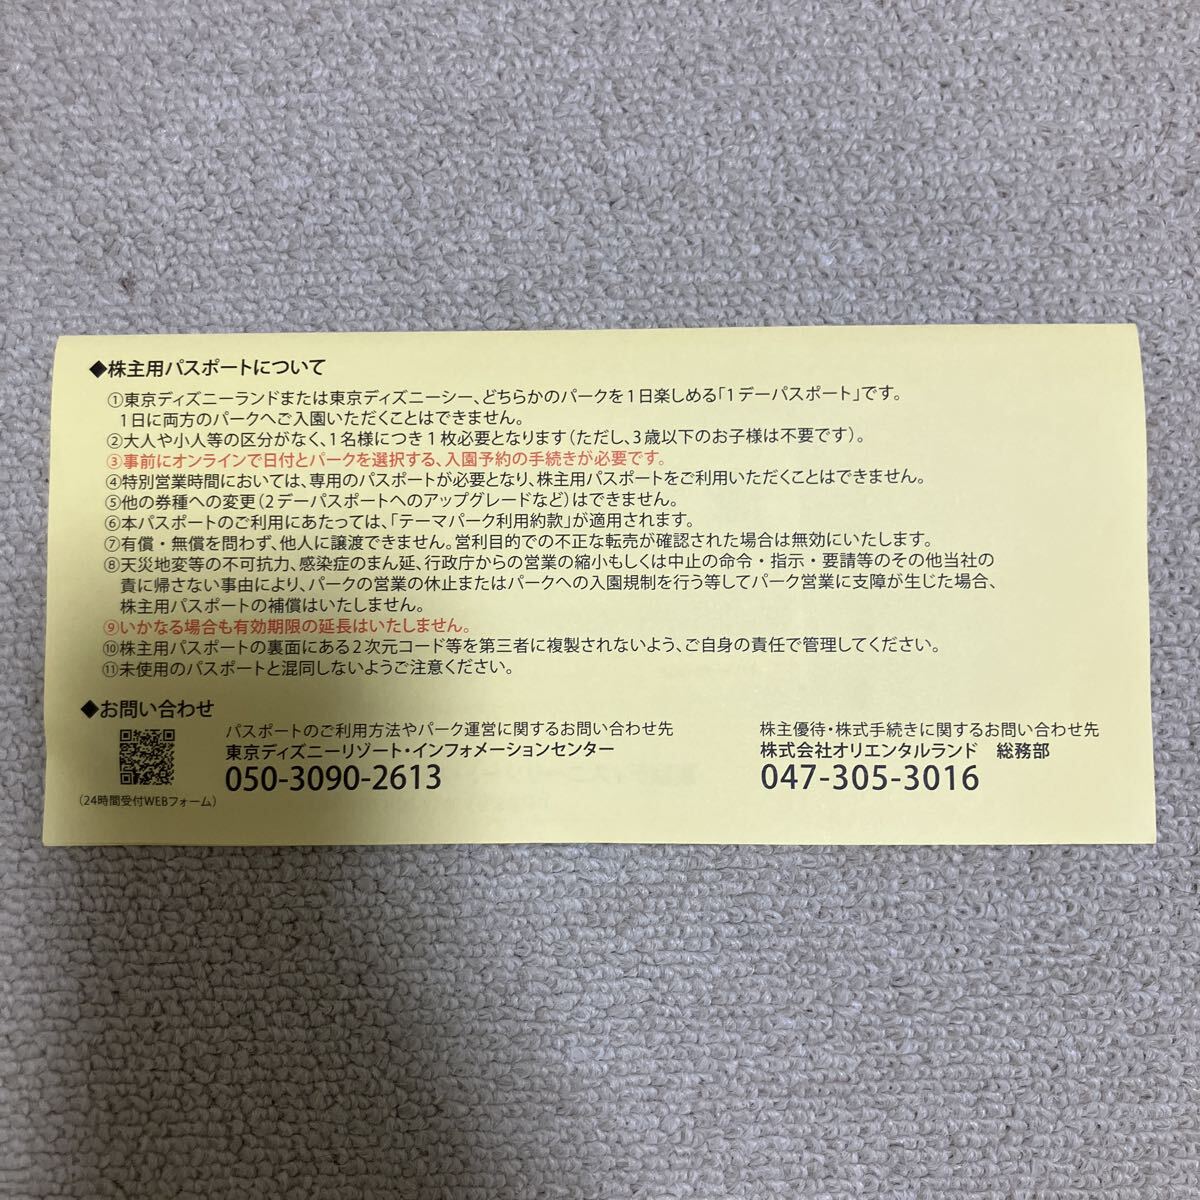 ◆株主用パスポートについて
①東京ディズニーランドまたは東京ディズニーシー、どちらかのパークを1日楽しめる「1デーパスポート」です。
1日に両方のパークへご入園いただくことはできません。
②大人や小人等の区分がなく、1名様につき1枚必要となります(ただし、3歳以下のお子様は不要です)。
③事前にオンラインで日付とパークを選択する、入園予約の手続きが必要です。
④特別営業時間においては、専用のパスポートが必要となり、株主用パスポートをご利用いただくことはできません。
⑤他の券種への変更(2デーパスポートへのアップグレードなど)はできません。
⑥本パスポートのご利用にあたっては、「テーマパーク利用約款」が適用されます。
⑦有償・無償を問わず、他人に譲渡できません。営利目的での不正な転売が確認された場合は無効にいたします。
⑧天災地変等の不可抗力、感染症のまん延、行政庁からの営業の縮小もしくは中止の命令・指示・要請等のその他当社の
責に帰さない事由により、パークの営業の休止またはパークへの入園規制を行う等してパーク営業に支障が生じた場合、
株主用パスポートの補償はいたしません。
⑨いかなる場合も有効期限の延長はいたしません。
⑩株主用パスポートの裏面にある2次元コード等を第三者に複製されないよう、ご自身の責任で管理してください。
⑪未使用のパスポートと混同しないようご注意ください。
◆お問い合わせ
(24時間受付WEBフォーム)
パスポートのご利用方法やパーク運営に関するお問い合わせ先
東京ディズニーリゾート・インフォメーションセンター
050-3090-2613
株主優待・株式手続きに関するお問い合わせ先
株式会社オリエンタルランド 総務部
047-305-3016